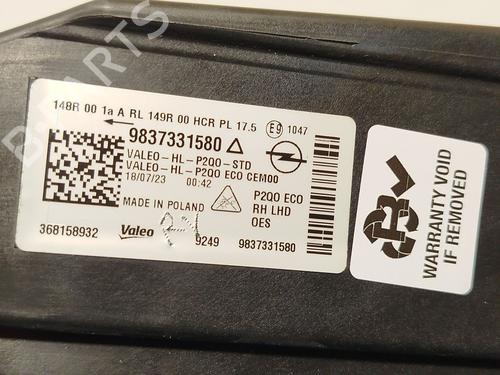 148R 00 1a A RL 149R 00 HCR PL 17.5 E9 1047
9837331580
VALEO-HL-P2QO-STD
VALEO-HL-P2QO ECO CEM00
18/07/23 00:42
P2QO ECO
MADE IN POLAND
RH LHD
OES
368158932 Valeo 9249 9837331580
WARRANTY VOID
IF REMOVED
B-PARTS